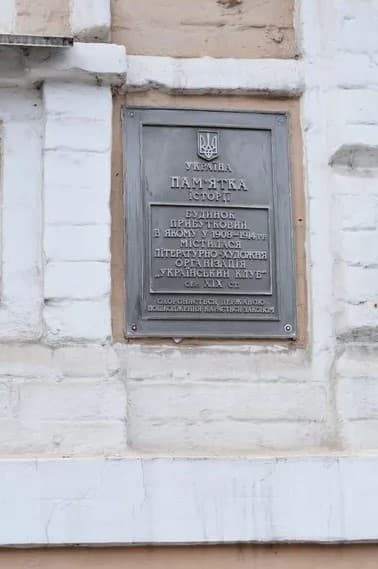 УКРАЇНА
ПАМ'ЯТКА
ІСТОРІЇ
БУДИНОК
ПРИБУТКОВИЙ,
В ЯКОМУ У 1908-1914 рр.
МІСТИЛАСЯ
ЛІТЕРАТУРНО-ХУДОЖНЯ
ОРГАНІЗАЦІЯ
„УКРАЇНСЬКИЙ КЛУБ"
СЕР. XIX СТ.
ОХОРОНЯЄТЬСЯ ДЕРЖАВОЮ
ПОШКОДЖЕННЯ КАРАЄТЬСЯ ЗАКОНОМ